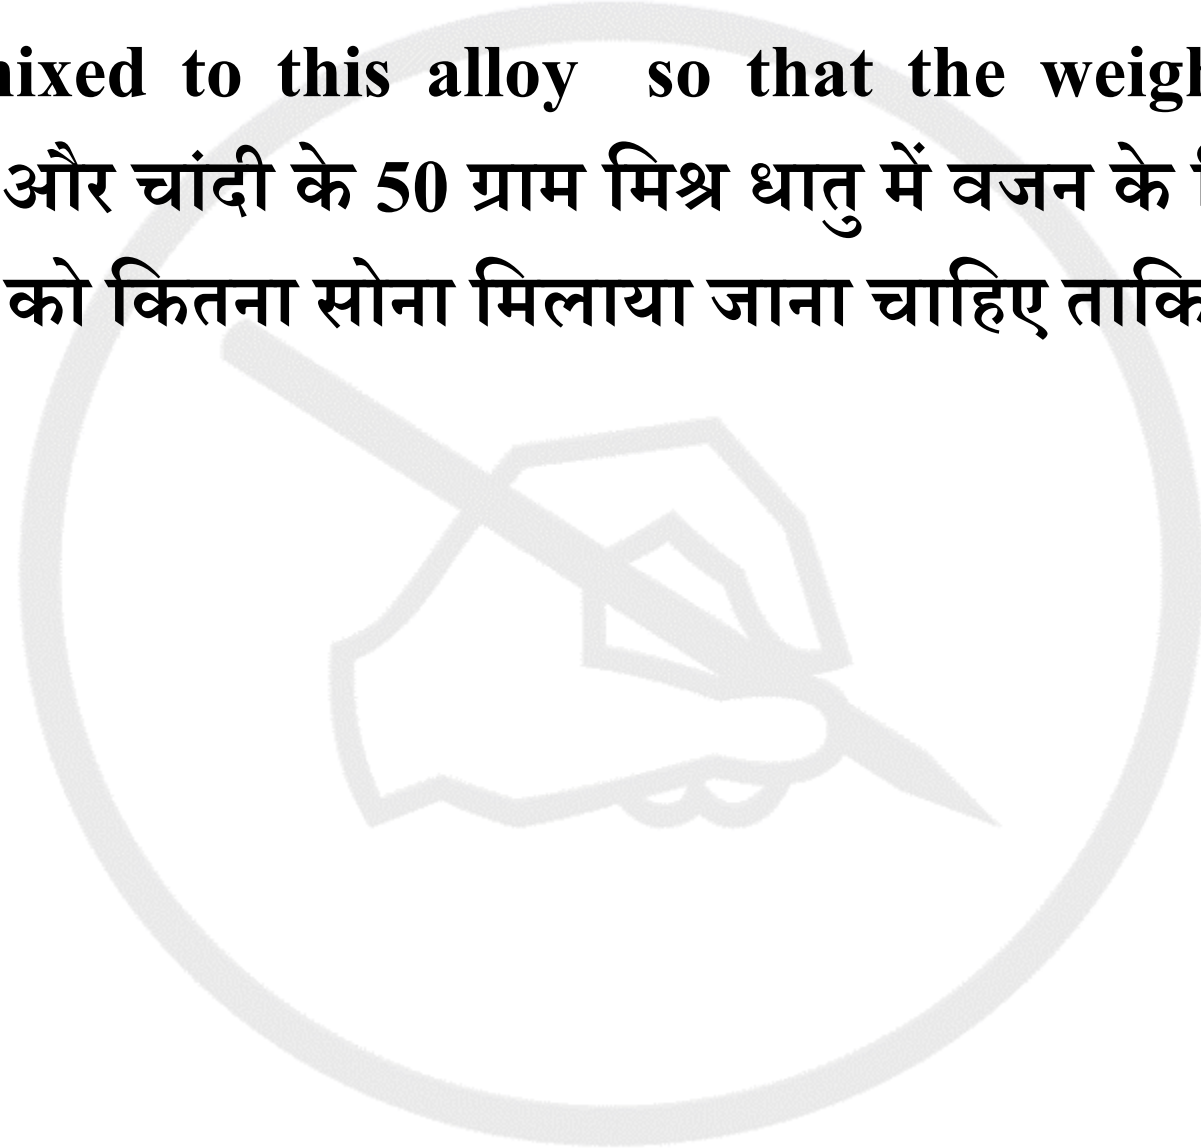 mixed to this alloy so that the weigh
और चांदी के 50 ग्राम मिश्र धातु में वजन के
को कितना सोना मिलाया जाना चाहिए ताकि